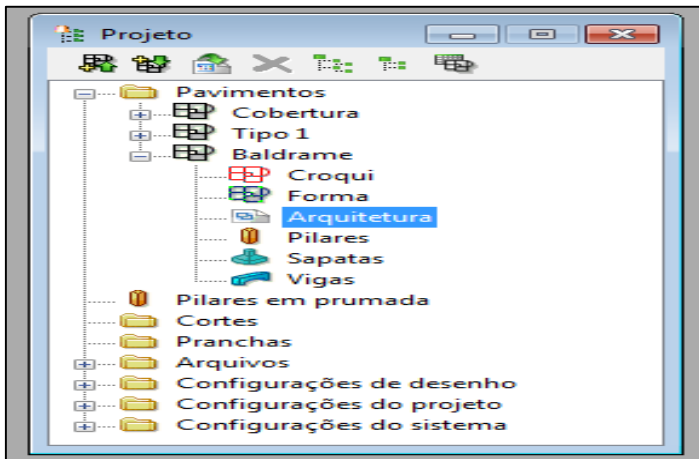 Projeto
Pavimentos
Cobertura
Tipo 1
Baldrame
Croqui
Forma
Arquitetura
Pilares
Sapatas
Vigas
Pilares em prumada
Cortes
Pranchas
Arquivos
Configurações de desenho
Configurações do projeto
Configurações do sistema